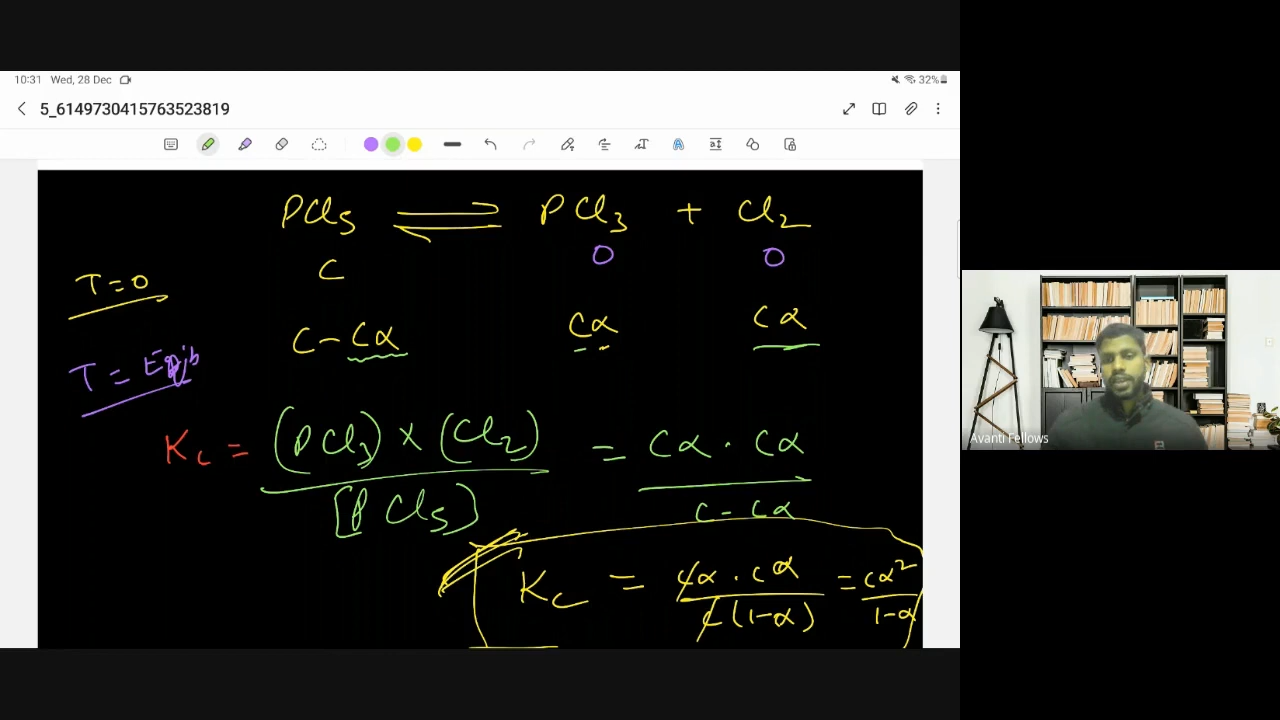 10:31 Wed, 28 Dec
32%
5_6149730415763523819
PCl5 ⇌ PCl3 + Cl2
C 0 0
T=0
C-Cα Cα Cα
T = Eqib
Kc = (PCl3) × (Cl2) / [PCl5) = Cα · Cα / C - Cα
Kc = Cα · Cα / C(1-α) = Cα² / 1-α
Avanti Fellows